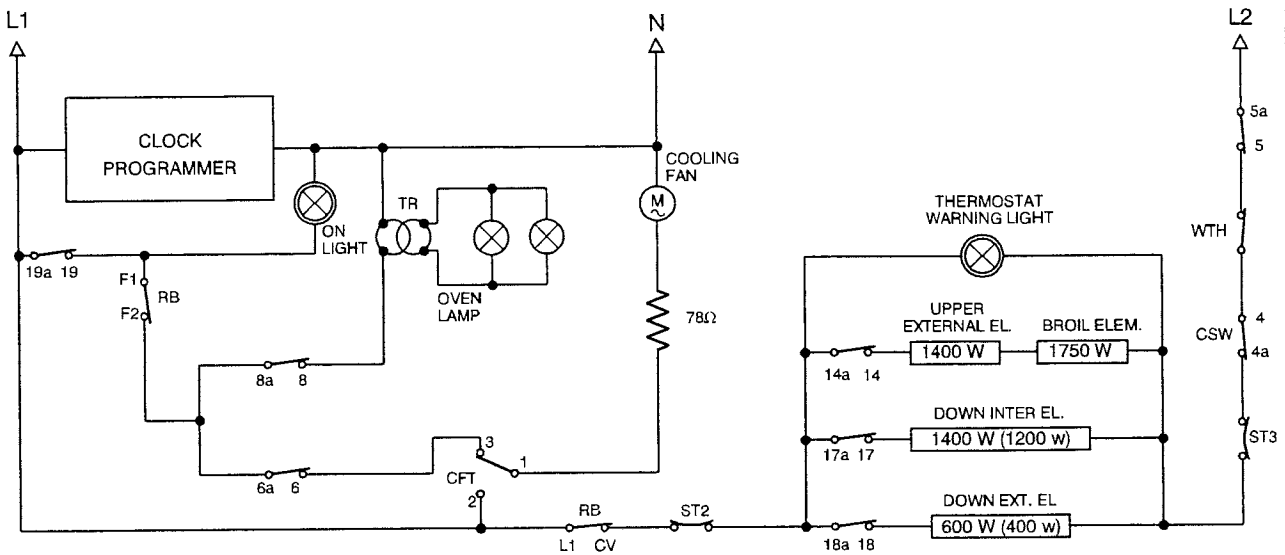 L1
N
L2
CLOCK
PROGRAMMER
COOLING
FAN
M
~
TR
ON
LIGHT
OVEN
LAMP
19a 19
F1
RB
F2
78Ω
8a 8
6a 6
3
CFT
1
2
RB
L1 CV
ST2
THERMOSTAT
WARNING LIGHT
UPPER
EXTERNAL EL.
BROIL ELEM.
1400 W
1750 W
14a 14
DOWN INTER EL.
1400 W (1200 w)
17a 17
DOWN EXT. EL
600 W (400 w)
18a 18
5a
5
WTH
4
CSW
4a
ST3